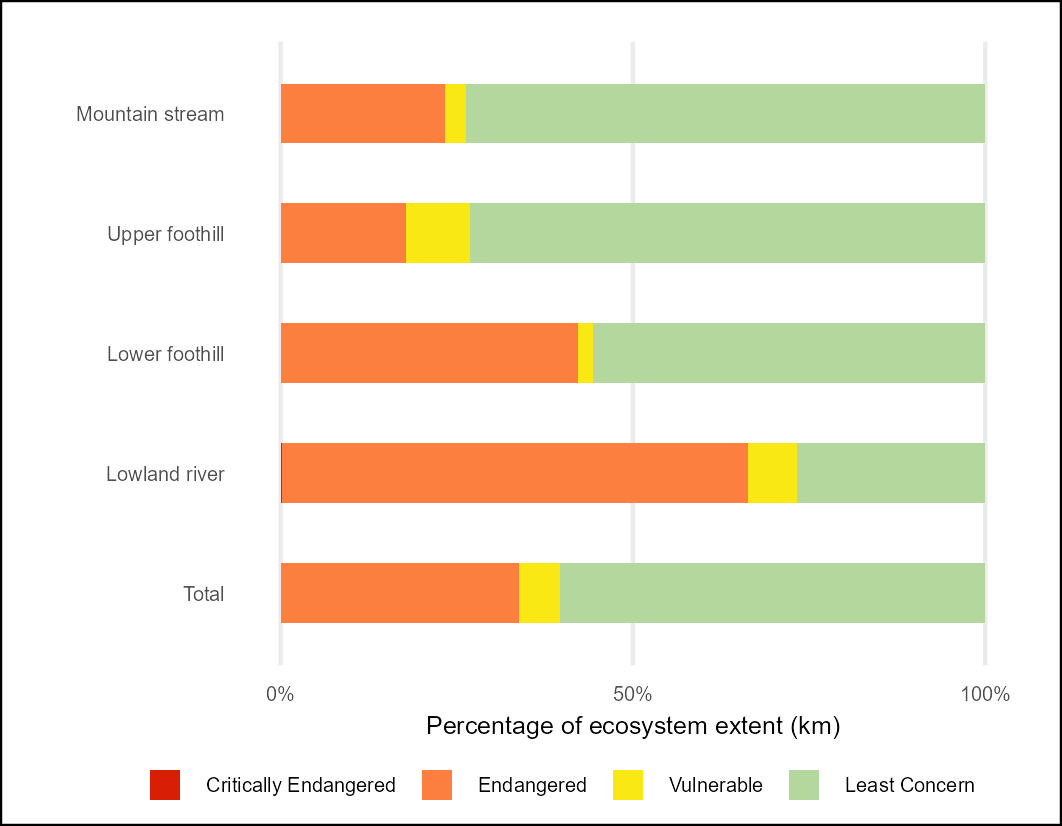 Mountain stream
Upper foothill
Lower foothill
Lowland river
Total
0% 50% 100%
Percentage of ecosystem extent (km)
Critically Endangered Endangered Vulnerable Least Concern